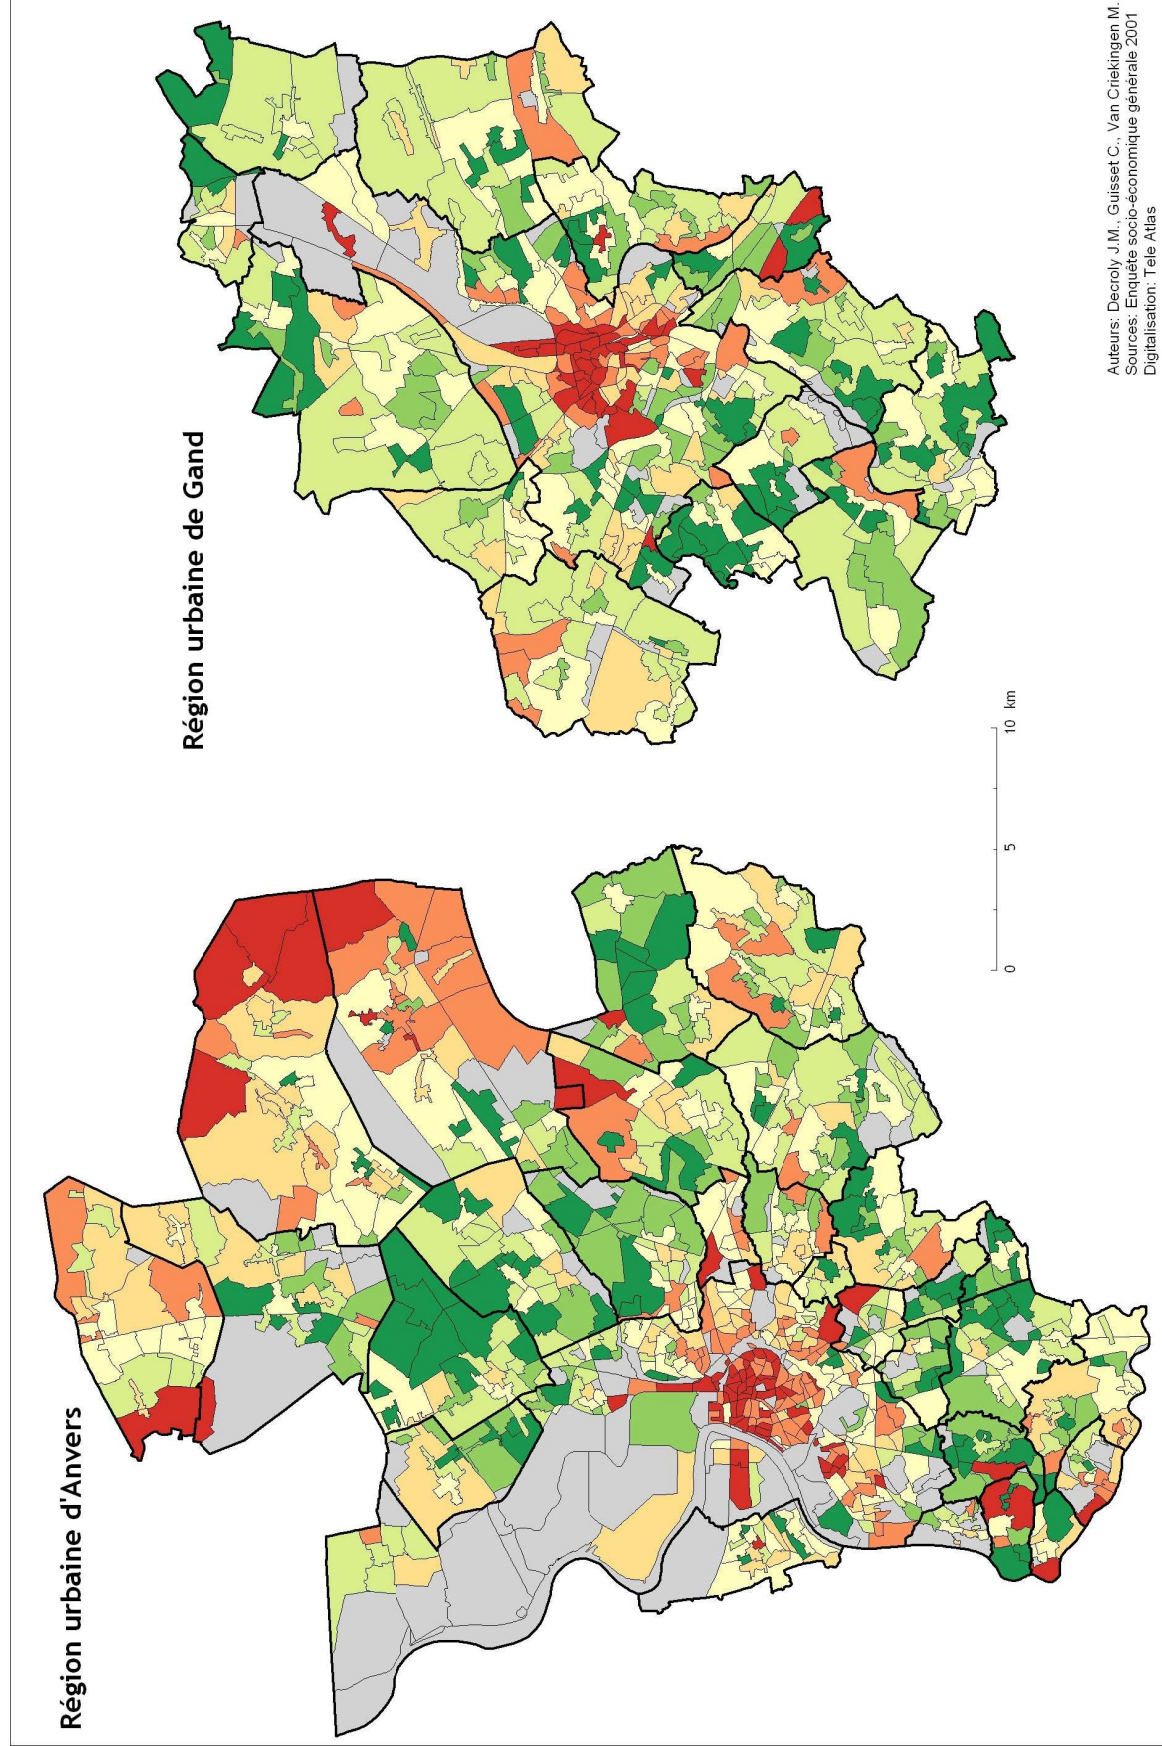 Région urbaine d'Anvers
Région urbaine de Gand
0 5 10 km
Auteurs: Decroly J.M., Guisset C., Van Criekingen M.
Sources: Enquête socio-économique générale 2001
Digitalisation: Tele Atlas